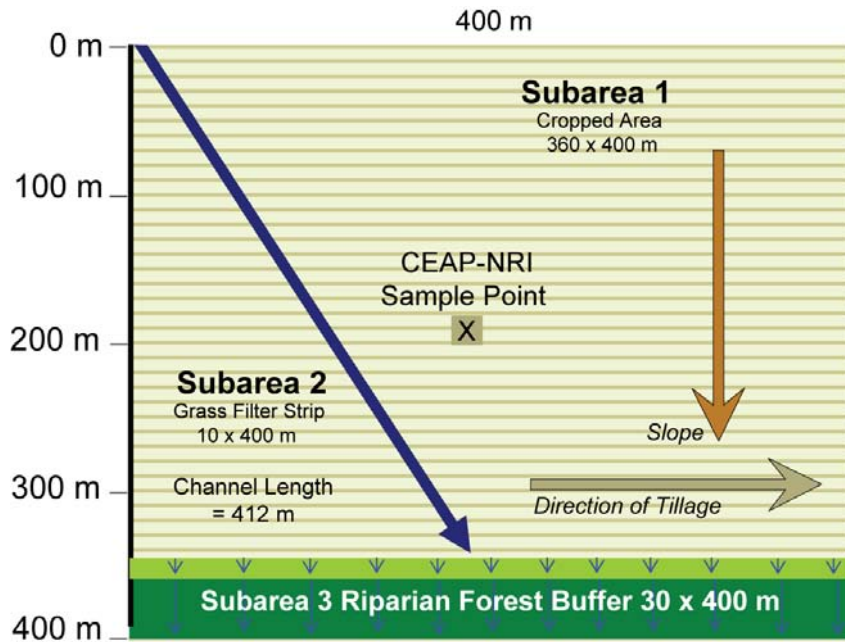 400 m
0 m
100 m
200 m
300 m
400 m
Subarea 1
Cropped Area
360 x 400 m
CEAP-NRI
Sample Point
X
Subarea 2
Grass Filter Strip
10 x 400 m
Slope
Channel Length
= 412 m
Direction of Tillage
Subarea 3 Riparian Forest Buffer 30 x 400 m